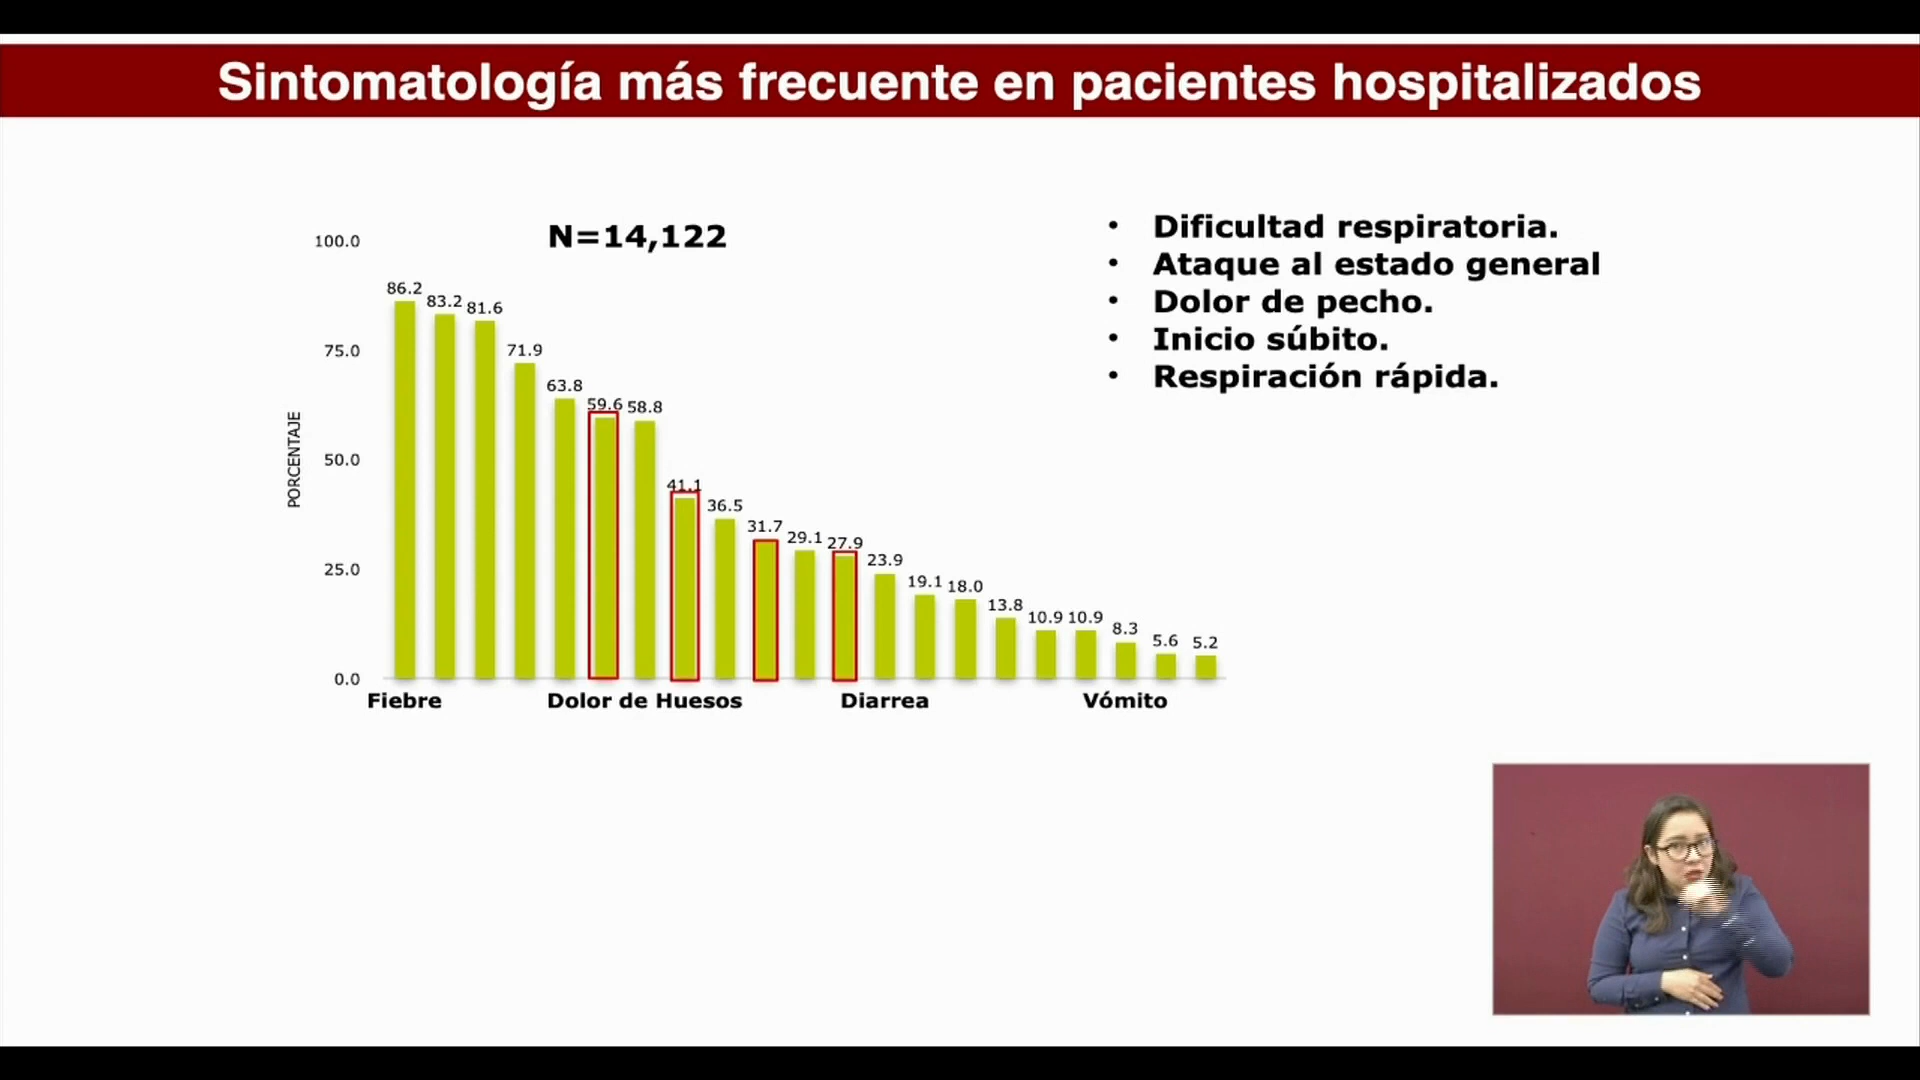 Sintomatología más frecuente en pacientes hospitalizados
N=14,122
PORCENTAJE
100.0
75.0
50.0
25.0
0.0
86.2
83.2
81.6
71.9
63.8
59.6
58.8
41.1
36.5
31.7
29.1
27.9
23.9
19.1
18.0
13.8
10.9
10.9
8.3
5.6
5.2
Fiebre
Dolor de Huesos
Diarrea
Vómito
• Dificultad respiratoria.
• Ataque al estado general
• Dolor de pecho.
• Inicio súbito.
• Respiración rápida.